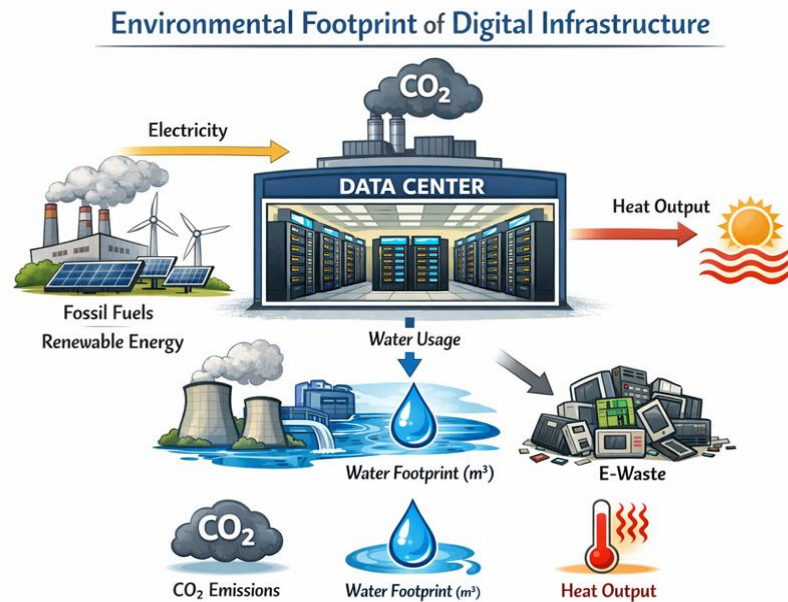 Environmental Footprint of Digital Infrastructure
CO₂
Electricity
DATA CENTER
Heat Output
Fossil Fuels
Renewable Energy
Water Usage
Water Footprint (m³)
E-Waste
CO₂
CO₂ Emissions
Water Footprint (m³)
Heat Output